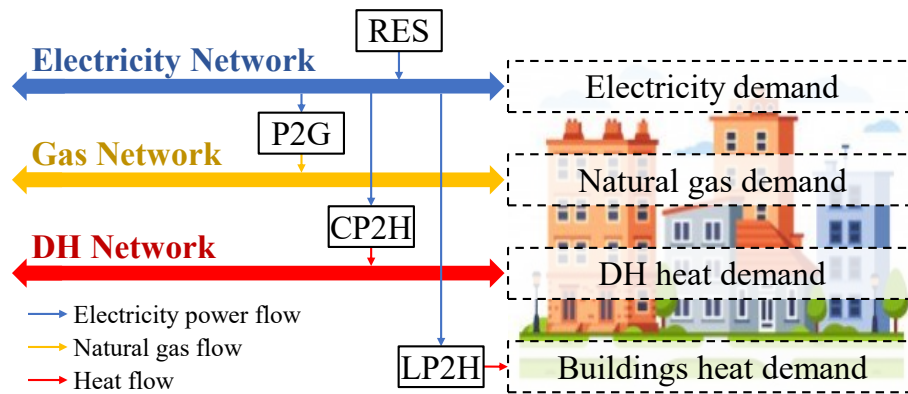 RES
Electricity Network
Electricity demand
P2G
Gas Network
Natural gas demand
CP2H
DH Network
DH heat demand
Electricity power flow
Natural gas flow
Heat flow
LP2H
Buildings heat demand